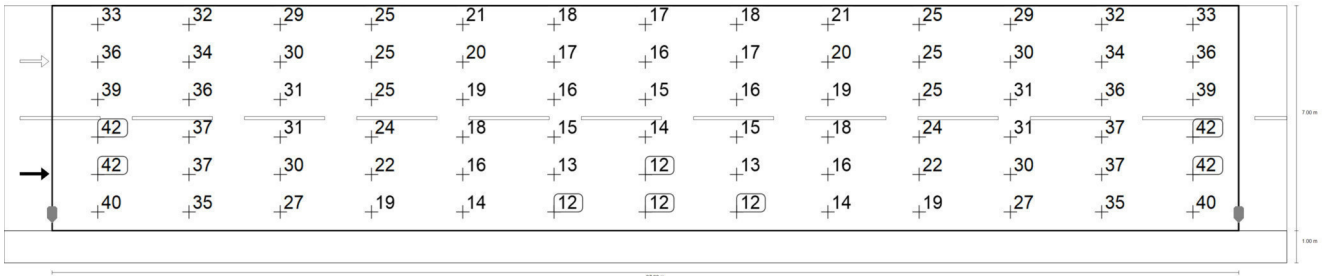 33 32 29 25 21 18 17 18 21 25 29 32 33
36 34 30 25 20 17 16 17 20 25 30 34 36
39 36 31 25 19 16 15 16 19 25 31 36 39
7.00 m
42 37 31 24 18 15 14 15 18 24 31 37 42
42 37 30 22 16 13 12 13 16 22 30 37 42
40 35 27 19 14 12 12 12 14 19 27 35 40
1.00 m